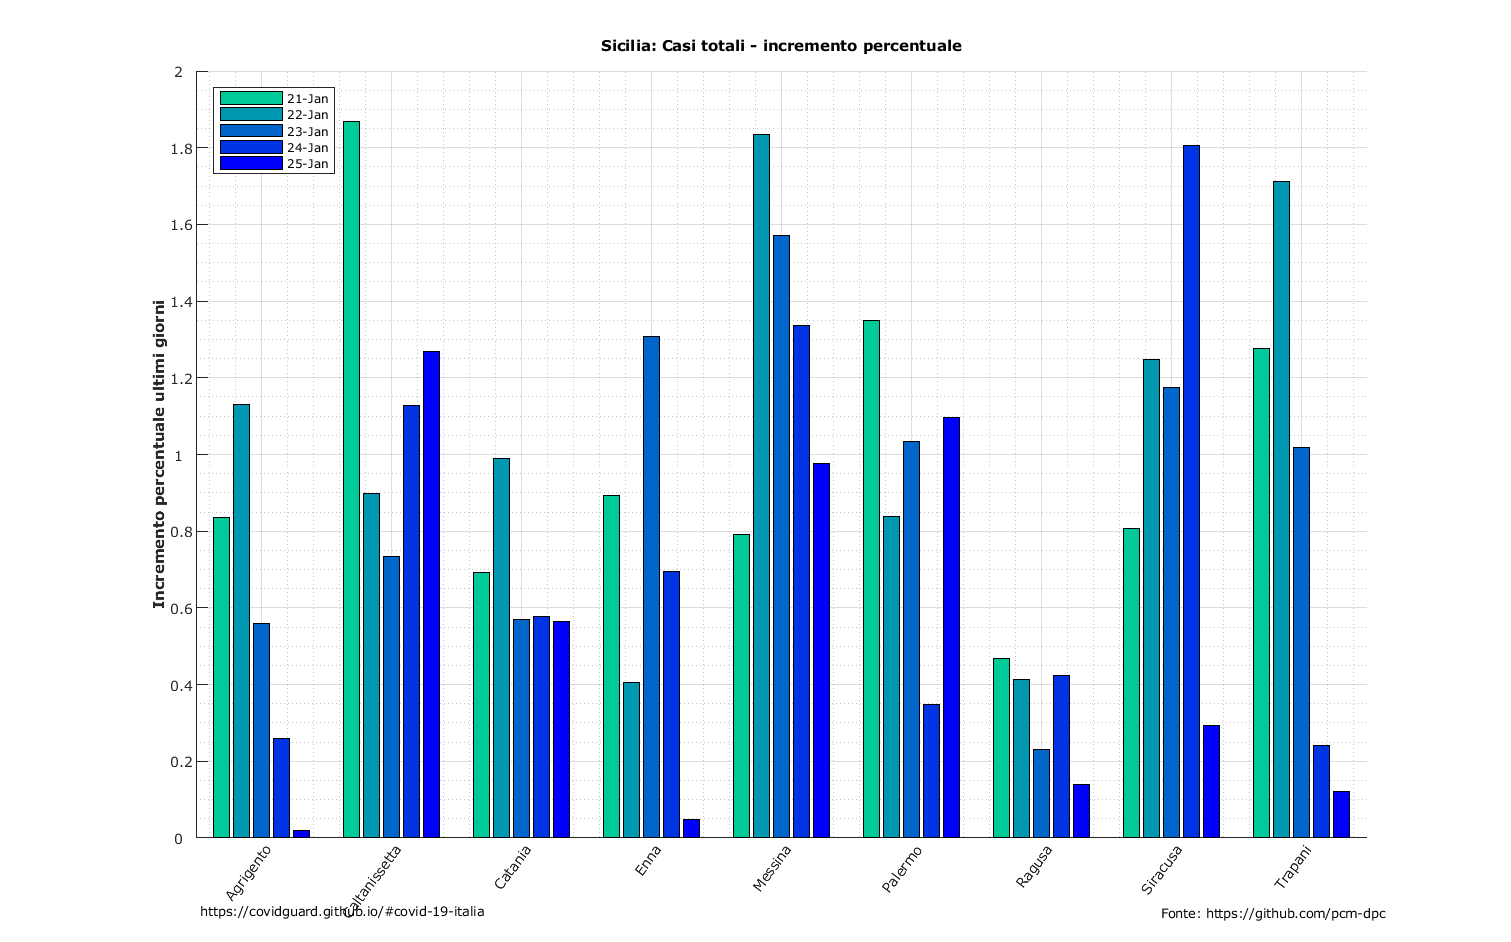 Sicilia: Casi totali - incremento percentuale
21-Jan
22-Jan
23-Jan
24-Jan
25-Jan
Incremento percentuale ultimi giorni
2
1.8
1.6
1.4
1.2
1
0.8
0.6
0.4
0.2
0
Agrigento
Caltanissetta
Catania
Enna
Messina
Palermo
Ragusa
Siracusa
Trapani
https://covidguard.github.io/#covid-19-italia
Fonte: https://github.com/pcm-dpc